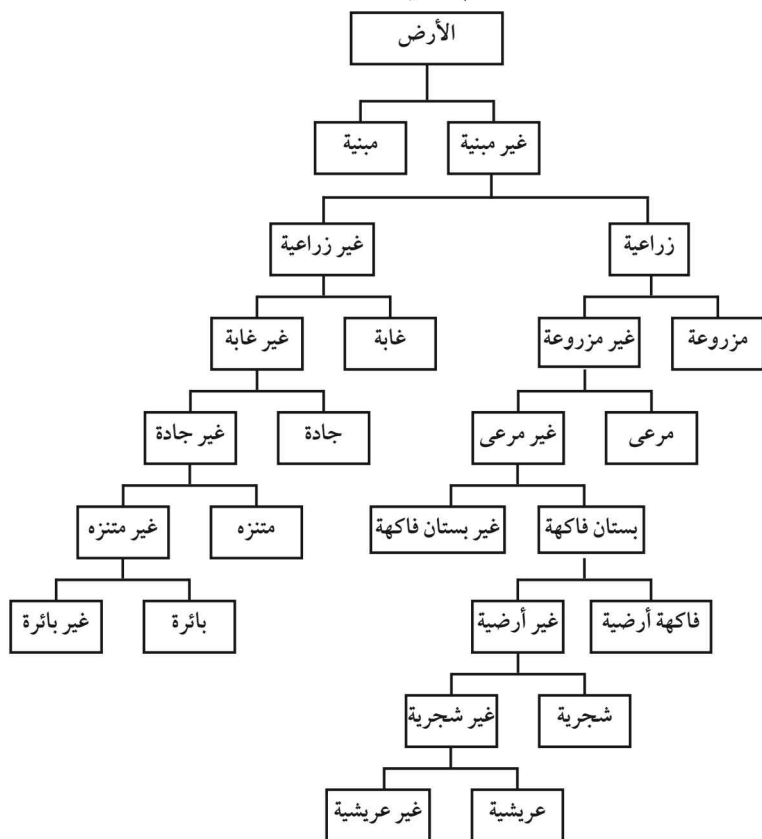 الأرض
غير مبنية
مبنية
زراعية
غير زراعية
مزروعة
غير مزروعة
غابة
غير غابة
مرعى
غير مرعى
جادة
غير جادة
بستان فاكهة
غير بستان فاكهة
متنزه
غير متنزه
فاكهة أرضية
غير أرضية
بائرة
غير بائرة
شجرية
غير شجرية
عريشية
غير عريشية